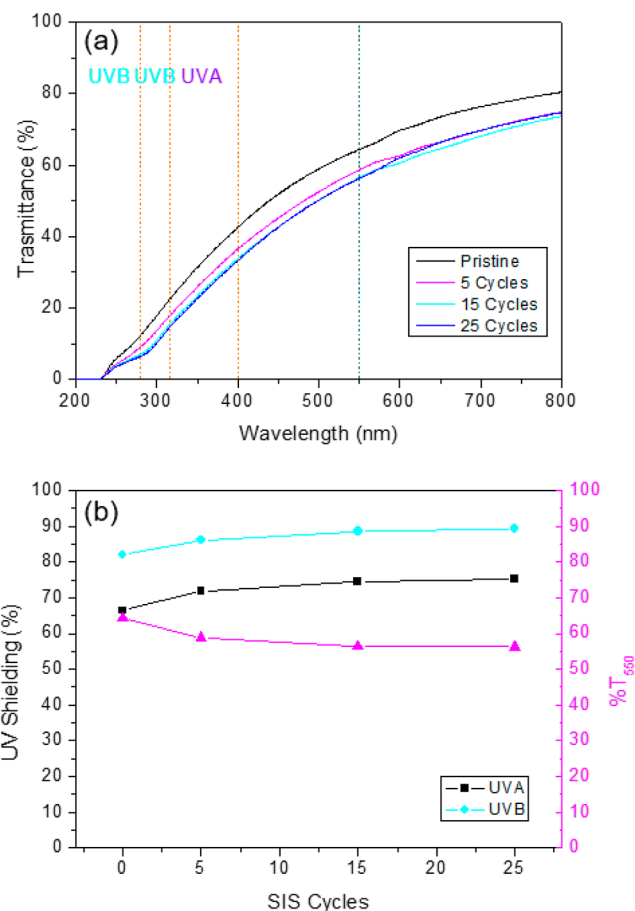 (a)
UVB UVB UVA
100
80
60
40
20
0
Trasmittance (%)
Pristine
5 Cycles
15 Cycles
25 Cycles
200 300 400 500 600 700 800
Wavelength (nm)
(b)
100 100
90 90
80 80
70 70
60 60
50 50
40 40
30 30
20 20
10 10
0 0
UV Shielding (%)
%T550
UVA
UVB
0 5 10 15 20 25
SIS Cycles